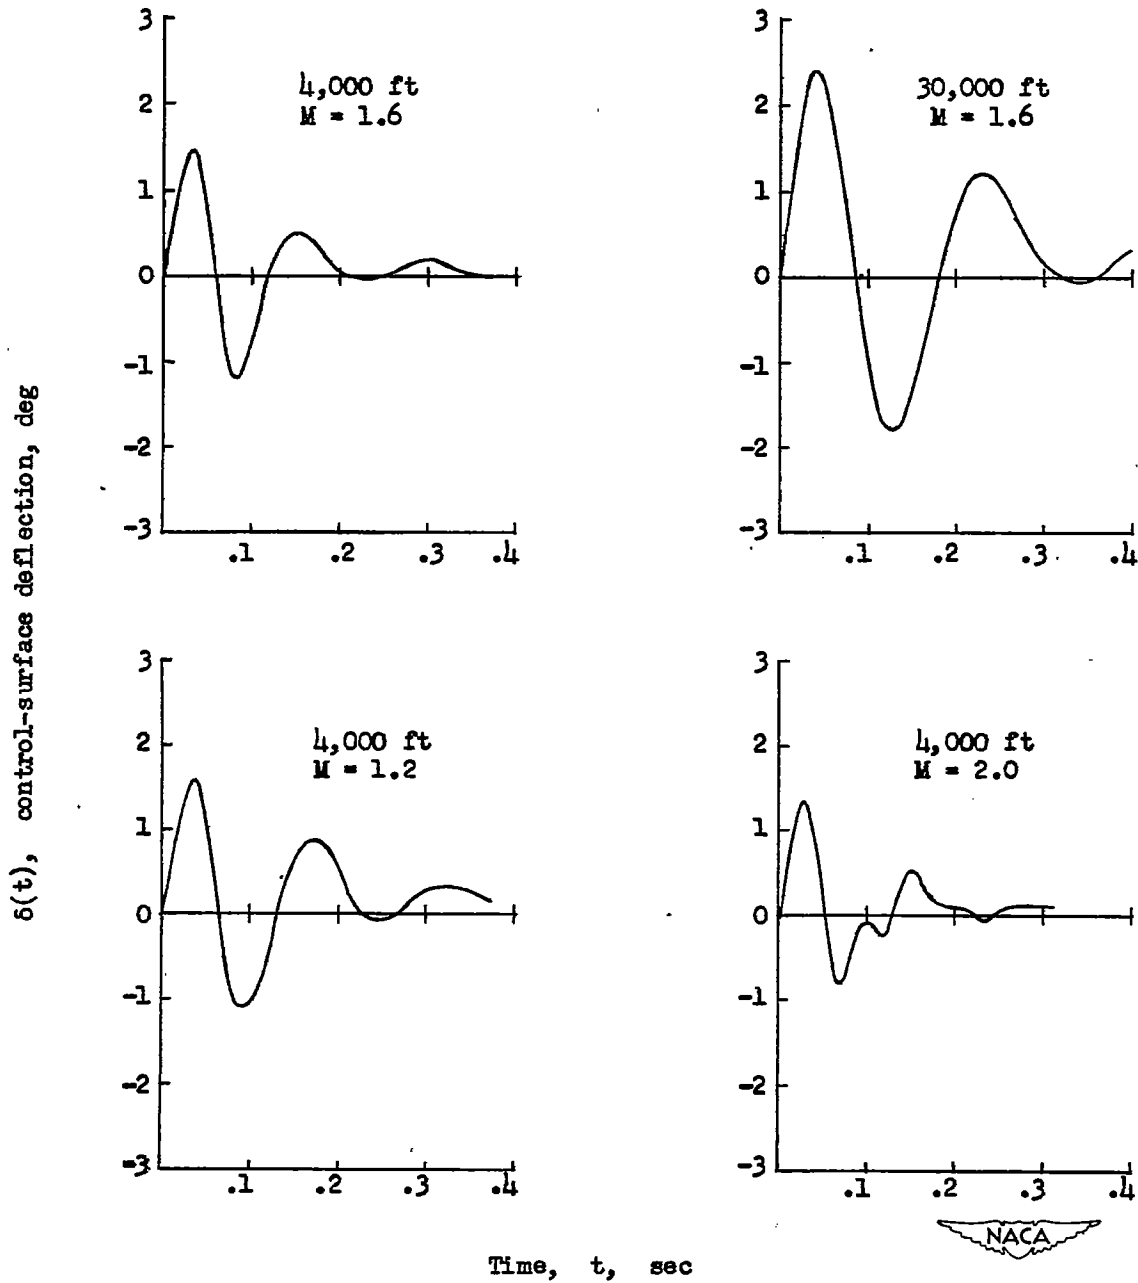 3
2
1
0
-1
-2
-3
.1 .2 .3 .4
4,000 ft
M = 1.6
3
2
1
0
-1
-2
-3
.1 .2 .3 .4
30,000 ft
M = 1.6
δ(t), control-surface deflection, deg
3
2
1
0
-1
-2
-3
.1 .2 .3 .4
4,000 ft
M = 1.2
3
2
1
0
-1
-2
-3
.1 .2 .3 .4
4,000 ft
M = 2.0
NACA
Time, t, sec